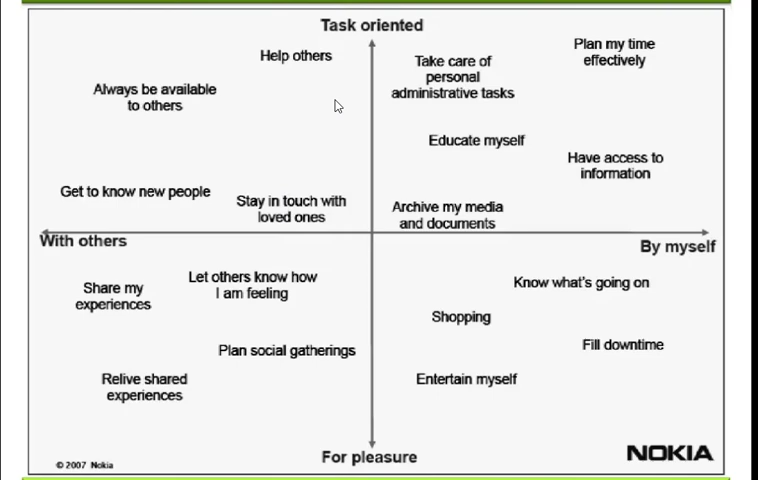 Task oriented
Help others
Take care of
personal
administrative tasks
Plan my time
effectively
Always be available
to others
Educate myself
Have access to
information
Get to know new people
Stay in touch with
loved ones
Archive my media
and documents
With others
By myself
Share my
experiences
Let others know how
I am feeling
Know what's going on
Shopping
Plan social gatherings
Fill downtime
Relive shared
experiences
Entertain myself
For pleasure
NOKIA
© 2007 Nokia